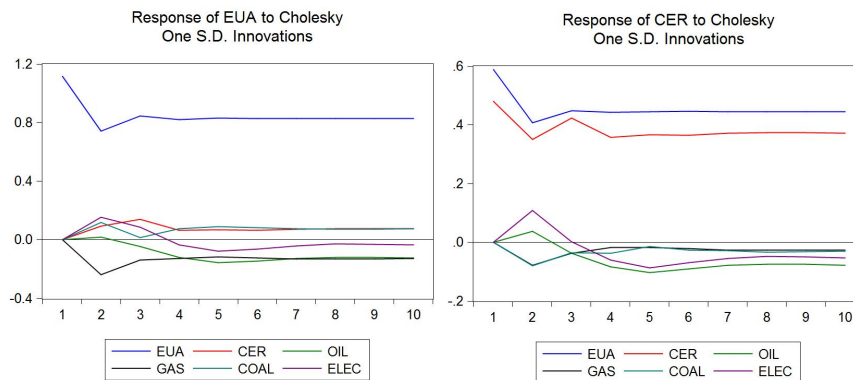 Response of EUA to Cholesky
One S.D. Innovations
1.2
0.8
0.4
0.0
-0.4
1 2 3 4 5 6 7 8 9 10
EUA CER OIL
GAS COAL ELEC
Response of CER to Cholesky
One S.D. Innovations
.6
.4
.2
.0
-.2
1 2 3 4 5 6 7 8 9 10
EUA CER OIL
GAS COAL ELEC